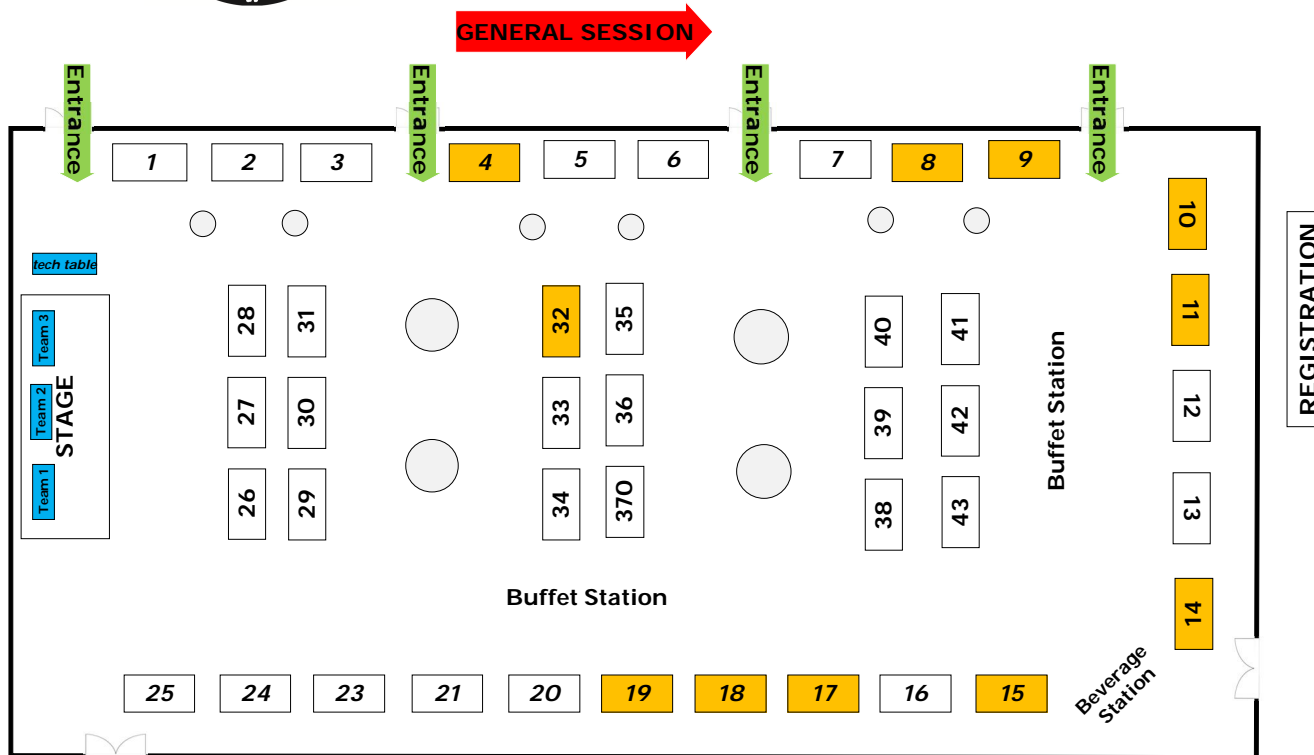 GENERAL SESSION
Entrance
Entrance
Entrance
Entrance
1
2
3
4
5
6
7
8
9
10
11
12
13
14
REGISTRATION
tech table
Team 3
Team 2
Team 1
STAGE
28
31
27
30
26
29
32
35
33
36
34
370
40
41
39
42
38
43
Buffet Station
Buffet Station
Beverage
Station
25
24
23
21
20
19
18
17
16
15